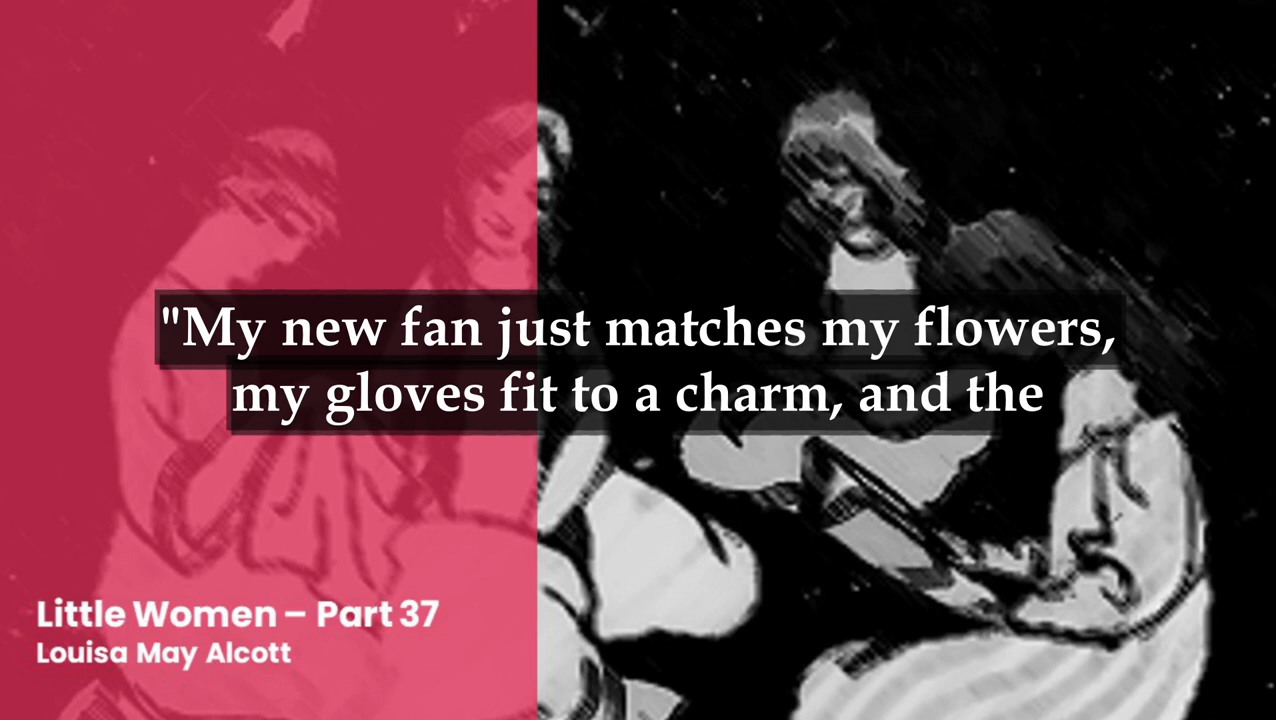 "My new fan just matches my flowers,
my gloves fit to a charm, and the
Little Women – Part 37
Louisa May Alcott